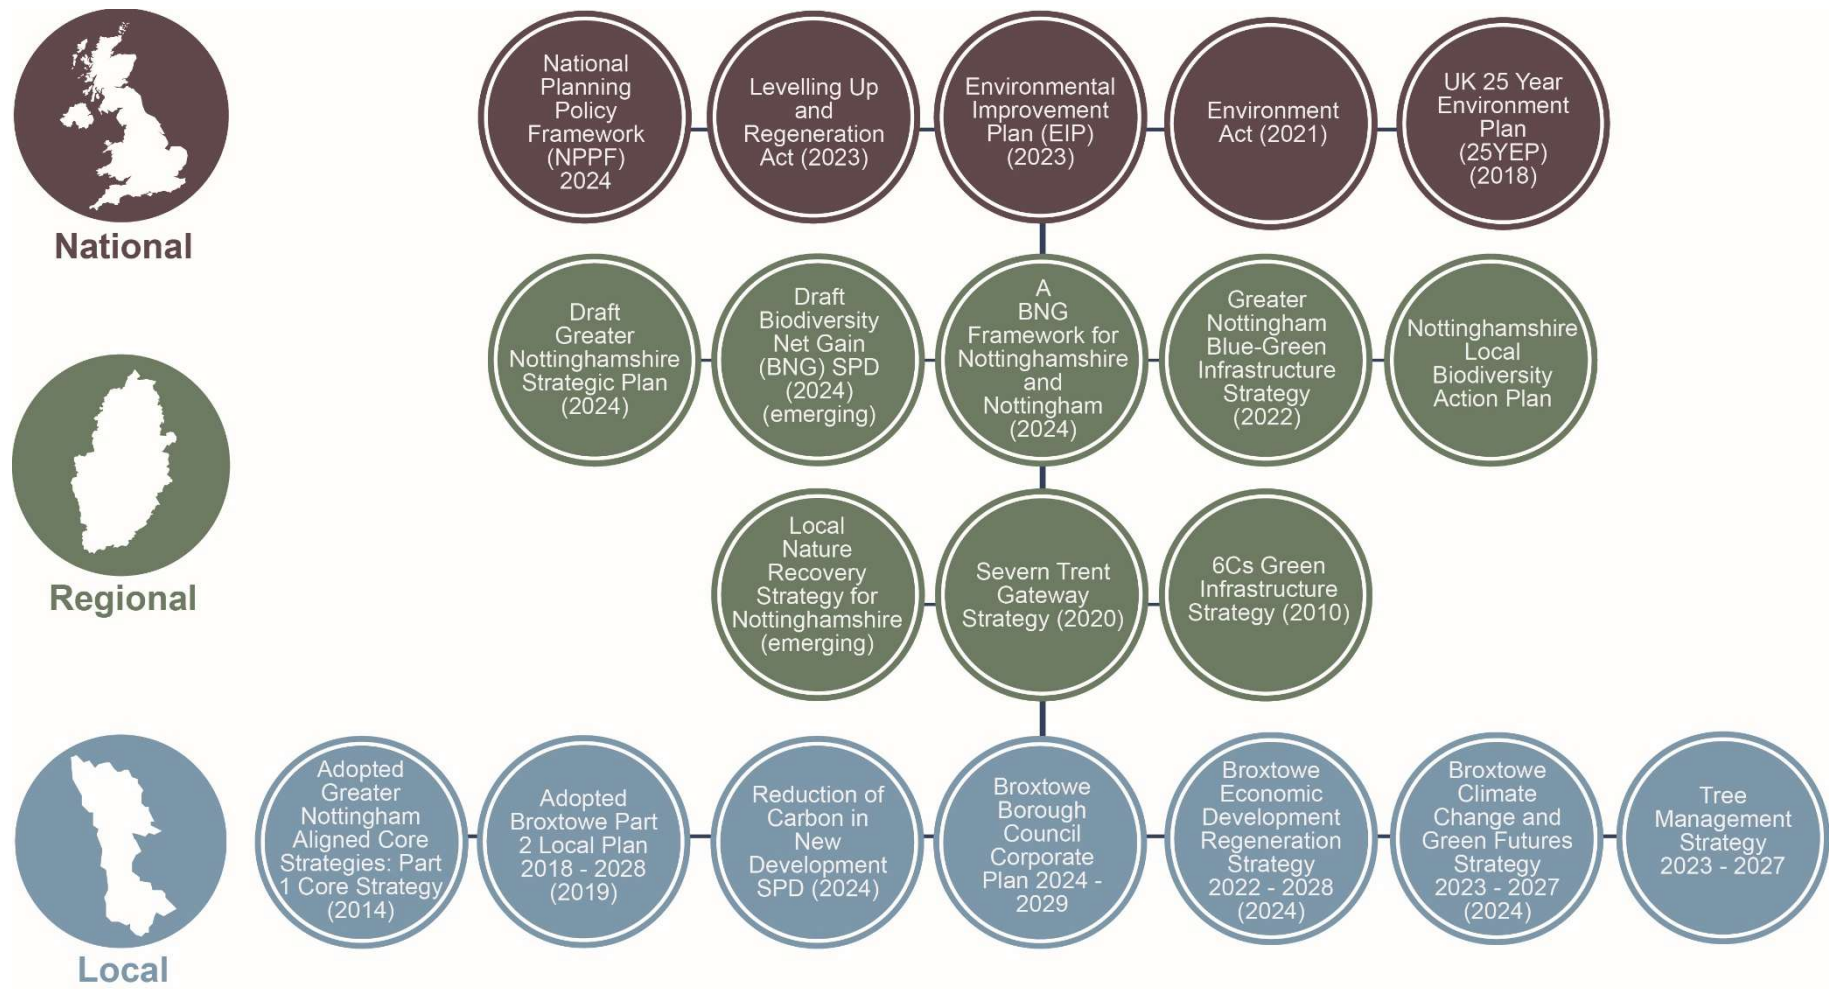 National
Planning
Policy
Framework
(NPPF)
2024
Levelling Up
and
Regeneration
Act (2023)
Environmental
Improvement
Plan (EIP)
(2023)
Environment
Act (2021)
UK 25 Year
Environment
Plan
(25YEP)
(2018)
National
Draft
Greater
Nottinghamshire
Strategic Plan
(2024)
Draft
Biodiversity
Net Gain
(BNG) SPD
(2024)
(emerging)
A
BNG
Framework for
Nottinghamshire
and
Nottingham
(2024)
Greater
Nottingham
Blue-Green
Infrastructure
Strategy
(2022)
Nottinghamshire
Local
Biodiversity
Action Plan
Regional
Local
Nature
Recovery
Strategy for
Nottinghamshire
(emerging)
Severn Trent
Gateway
Strategy (2020)
6Cs Green
Infrastructure
Strategy (2010)
Adopted
Greater
Nottingham
Aligned Core
Strategies: Part
1 Core Strategy
(2014)
Adopted
Broxtowe Part
2 Local Plan
2018 - 2028
(2019)
Reduction of
Carbon in
New
Development
SPD (2024)
Broxtowe
Borough
Council
Corporate
Plan 2024 -
2029
Broxtowe
Economic
Development
Regeneration
Strategy
2022 - 2028
(2024)
Broxtowe
Climate
Change and
Green Futures
Strategy
2023 - 2027
(2024)
Tree
Management
Strategy
2023 - 2027
Local